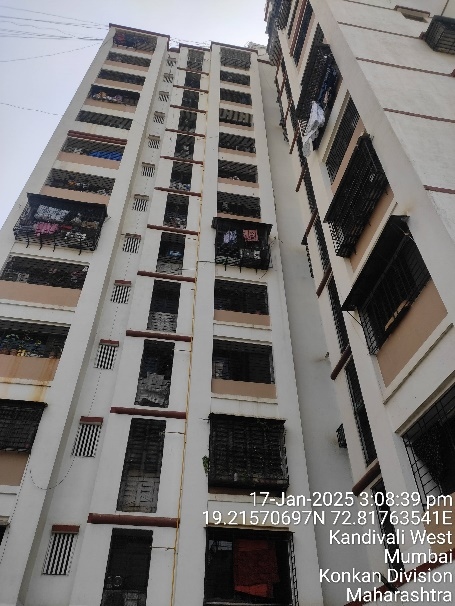 17-Jan-2025 3:08:39 pm
19.21570697N 72.81763541E
Kandivali West
Mumbai
Konkan Division
Maharashtra